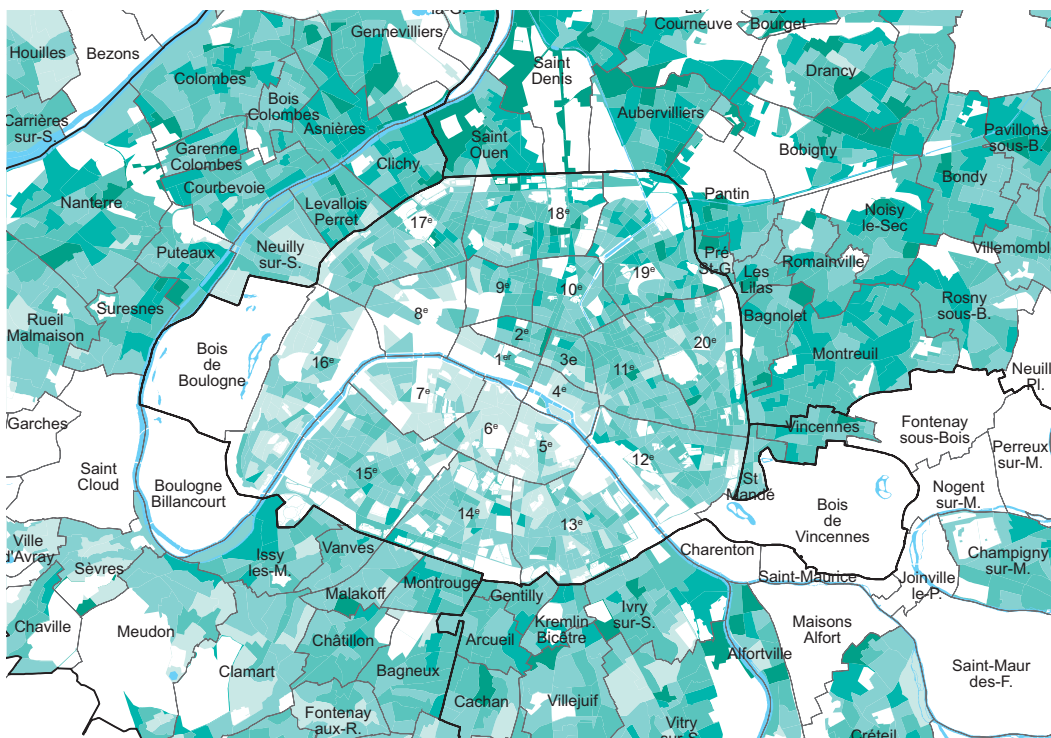 la-S.
Gennevilliers
La
Courneuve
Le
Bourget
Houilles
Bezons
Colombes
Saint
Denis
Drancy
Bois
Colombes
Aubervilliers
Carrières
sur-S.
Asnières
Saint
Ouen
Pavillons
sous-B.
Garenne
Colombes
Clichy
Bobigny
Bondy
Courbevoie
Nanterre
Levallois
Perret
Pantin
17e
18e
Noisy
le-Sec
Puteaux
Neuilly
sur-S.
Pré
St-G.
Villemomble
Romainville
19e
Les
Lilas
9e
10e
Suresnes
Rosny
sous-B.
Rueil
Malmaison
8e
Bagnolet
2e
20e
Bois
de
Boulogne
16e
1er
3e
11e
Montreuil
Neuill
Pl.
7e
4e
Garches
6e
Vincennes
Fontenay
sous-Bois
5e
Perreux
sur-M.
Saint
Cloud
15e
12e
St
Mandé
Boulogne
Billancourt
Nogent
sur-M.
Bois
de
Vincennes
14e
13e
Ville
d'Avray
Issy
les-M.
Vanves
Charenton
Champigny
sur-M.
Sèvres
Saint-Maurice
Joinville
le-P.
Montrouge
Malakoff
Gentilly
Ivry
sur-S.
Chaville
Meudon
Châtillon
Arcueil
Kremlin
Bicêtre
Maisons
Alfort
Alfortville
Clamart
Bagneux
Saint-Maur
des-F.
Cachan
Villejuif
Fontenay
aux-R.
Vitry
sur-S.
Créteil